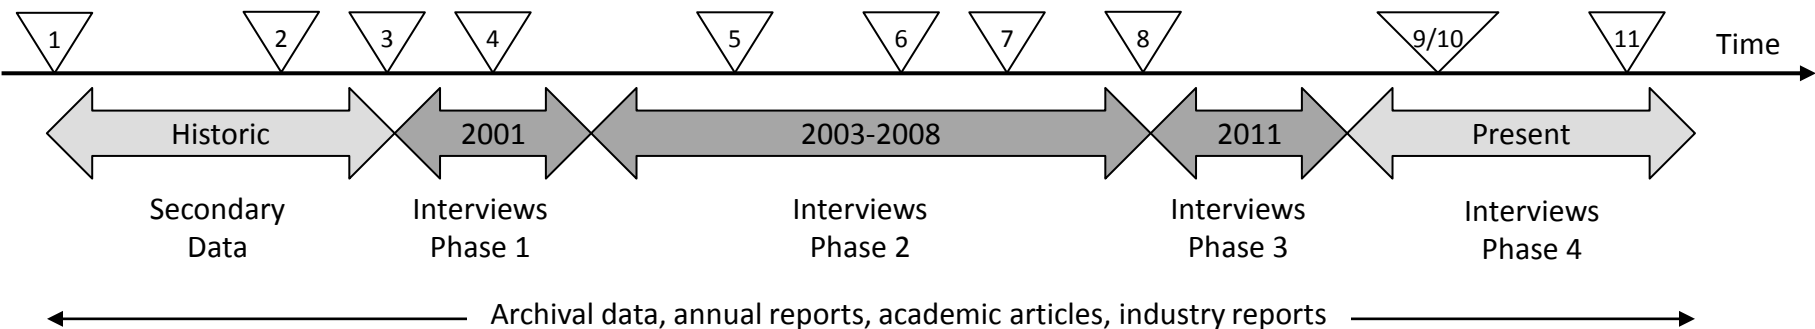 1 2 3 4 5 6 7 8 9/10 11 Time
Historic 2001 2003-2008 2011 Present
Secondary Data
Interviews Phase 1
Interviews Phase 2
Interviews Phase 3
Interviews Phase 4
Archival data, annual reports, academic articles, industry reports